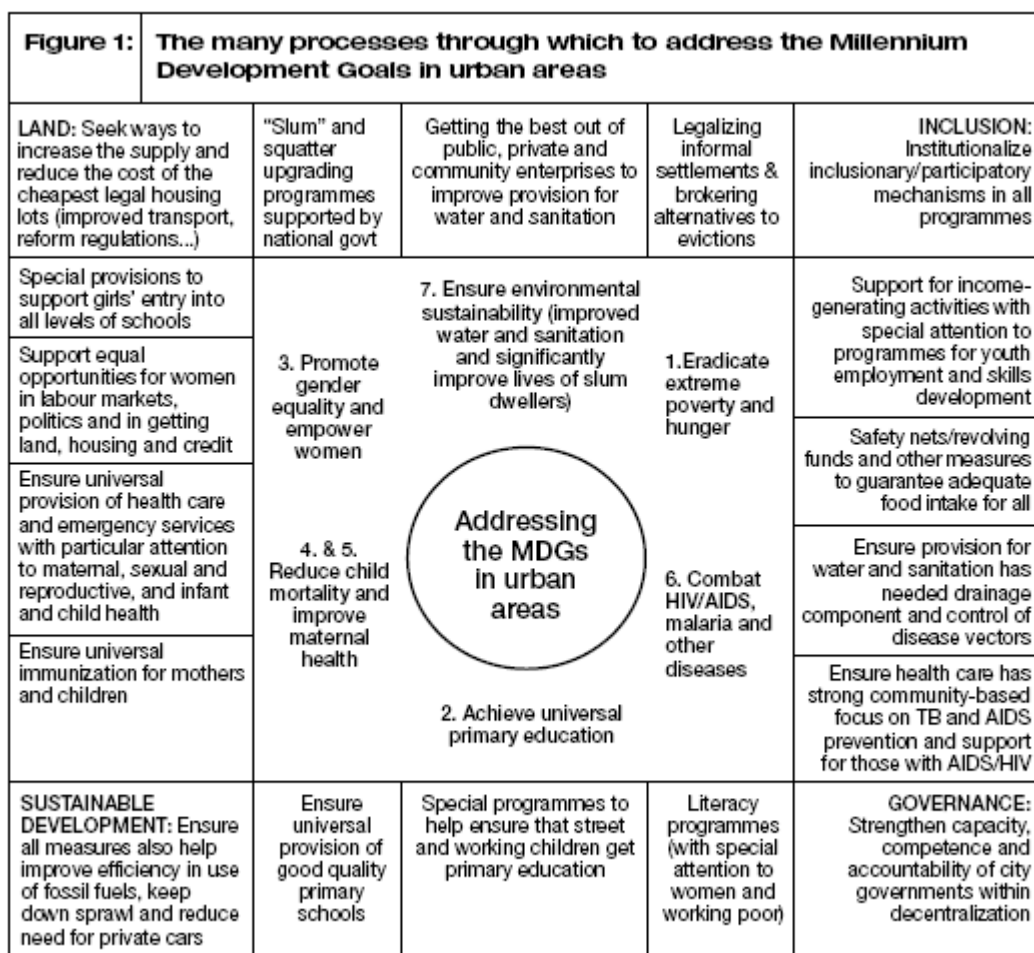 Figure 1:
The many processes through which to address the Millennium
Development Goals in urban areas
LAND: Seek ways to
increase the supply and
reduce the cost of the
cheapest legal housing
lots (improved transport,
reform regulations...)
"Slum" and
squatter
upgrading
programmes
supported by
national govt
Getting the best out of
public, private and
community enterprises to
improve provision for
water and sanitation
Legalizing
informal
settlements &
brokering
alternatives to
evictions
INCLUSION:
Institutionalize
inclusionary/participatory
mechanisms in all
programmes
Special provisions to
support girls' entry into
all levels of schools
Support equal
opportunities for women
in labour markets,
politics and in getting
land, housing and credit
Ensure universal
provision of health care
and emergency services
with particular attention
to maternal, sexual and
reproductive, and infant
and child health
Ensure universal
immunization for mothers
and children
3. Promote
gender
equality and
empower
women
7. Ensure environmental
sustainability (improved
water and sanitation
and significantly
improve lives of slum
dwellers)
1.Eradicate
extreme
poverty and
hunger
4. & 5.
Reduce child
mortality and
improve
maternal
health
Addressing
the MDGs
in urban
areas
6. Combat
HIV/AIDS,
malaria and
other
diseases
2. Achieve universal
primary education
Support for income-
generating activities with
special attention to
programmes for youth
employment and skills
development
Safety nets/revolving
funds and other measures
to guarantee adequate
food intake for all
Ensure provision for
water and sanitation has
needed drainage
component and control of
disease vectors
Ensure health care has
strong community-based
focus on TB and AIDS
prevention and support
for those with AIDS/HIV
SUSTAINABLE
DEVELOPMENT: Ensure
all measures also help
improve efficiency in use
of fossil fuels, keep
down sprawl and reduce
need for private cars
Ensure
universal
provision of
good quality
primary
schools
Special programmes to
help ensure that street
and working children get
primary education
Literacy
programmes
(with special
attention to
women and
working poor)
GOVERNANCE:
Strengthen capacity,
competence and
accountability of city
governments within
decentralization